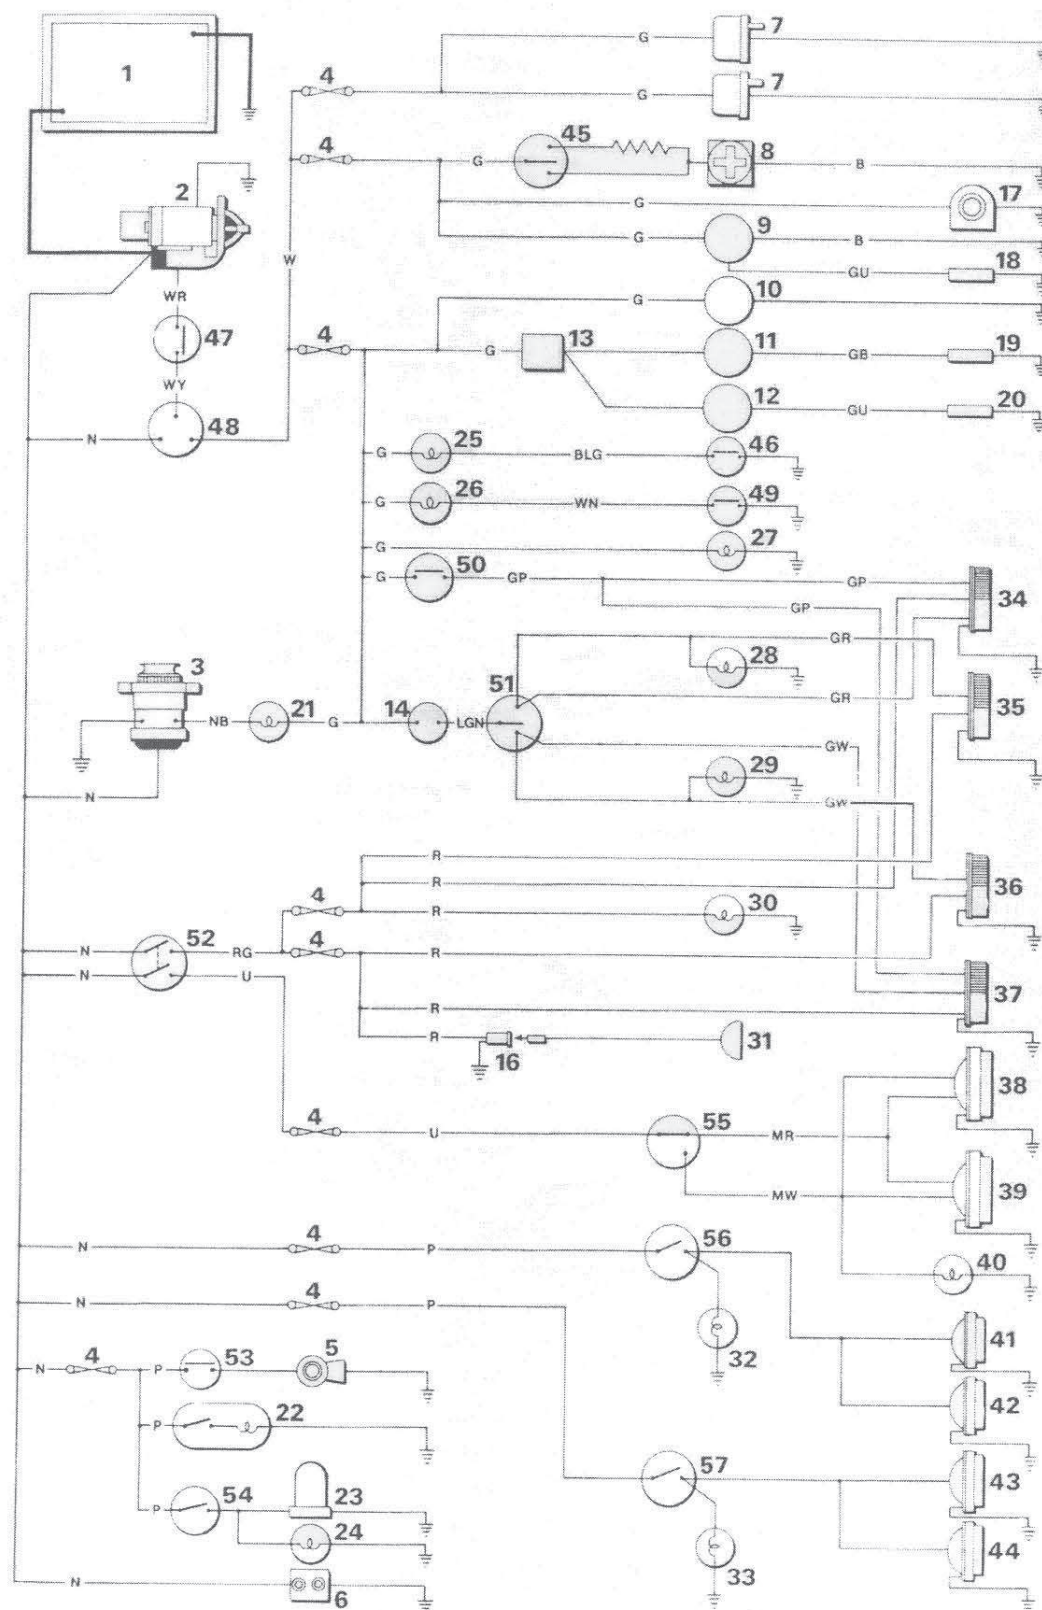 G
7
1
4
G
7
4
G
45
8
B
2
G
17
G
9
B
W
GU
18
WR
G
10
47
4
G
13
11
GB
19
WY
12
GU
20
N
48
G
25
BLG
46
G
26
WN
49
G
27
G
50
GP
GP
34
GP
GR
28
3
51
GR
35
NB
21
G
14
LGN
GW
29
N
GW
R
4
R
36
R
30
N
52
RG
4
R
N
U
37
R
R
16
31
38
4
U
55
MR
MW
39
N
4
P
56
40
N
4
P
41
32
N
4
P
53
5
42
P
22
57
43
P
54
23
24
44
33
N
6